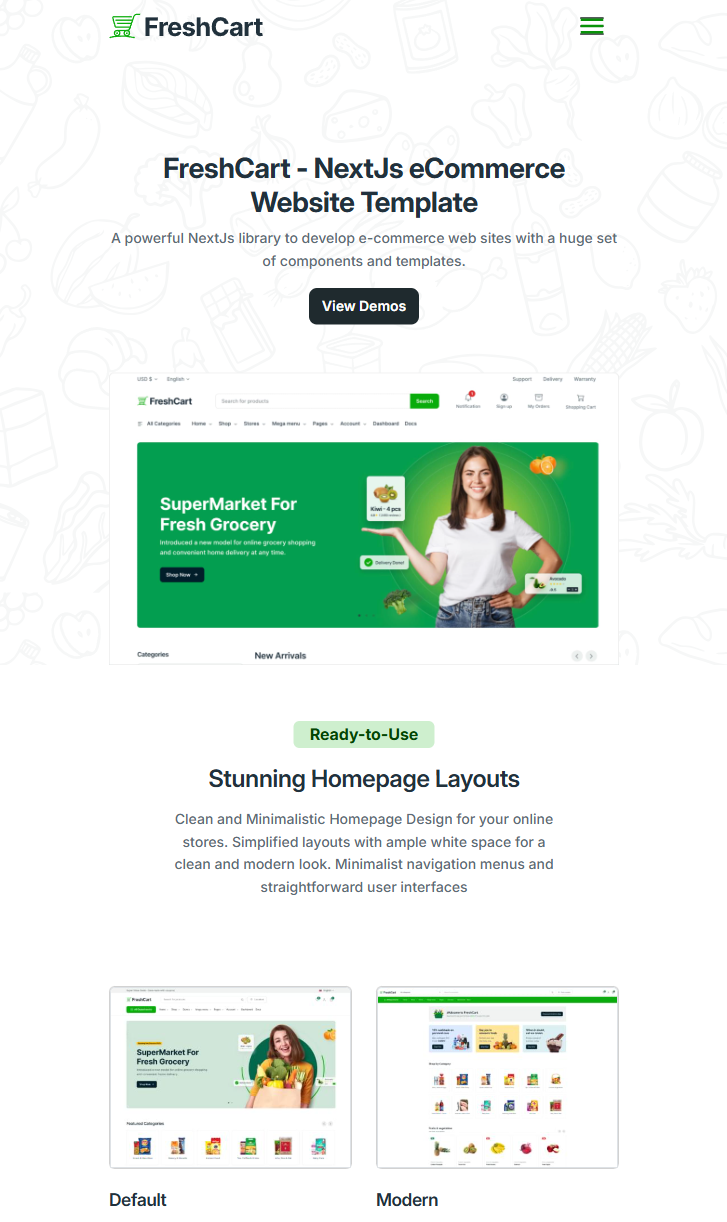 FreshCart
FreshCart - NextJs eCommerce
Website Template
A powerful NextJs library to develop e-commerce web sites with a huge set
of components and templates.
View Demos
USD $ English
Support Delivery Warranty
FreshCart
Search for products
Search
Notification Sign up My Orders Shopping Cart
All Categories Home Shop Stores Mega menu Pages Account Dashboard Docs
SuperMarket For
Fresh Grocery
Introduced a new model for online grocery shopping
and convenient home delivery at any time.
Shop Now
Kiwi - 4 pcs
Delivery Done!
Avocado
Categories
New Arrivals
Ready-to-Use
Stunning Homepage Layouts
Clean and Minimalistic Homepage Design for your online
stores. Simplified layouts with ample white space for a
clean and modern look. Minimalist navigation menus and
straightforward user interfaces
FreshCart
SuperMarket For
Fresh Grocery
Featured Categories
Welcome to FreshCart
Default
Modern